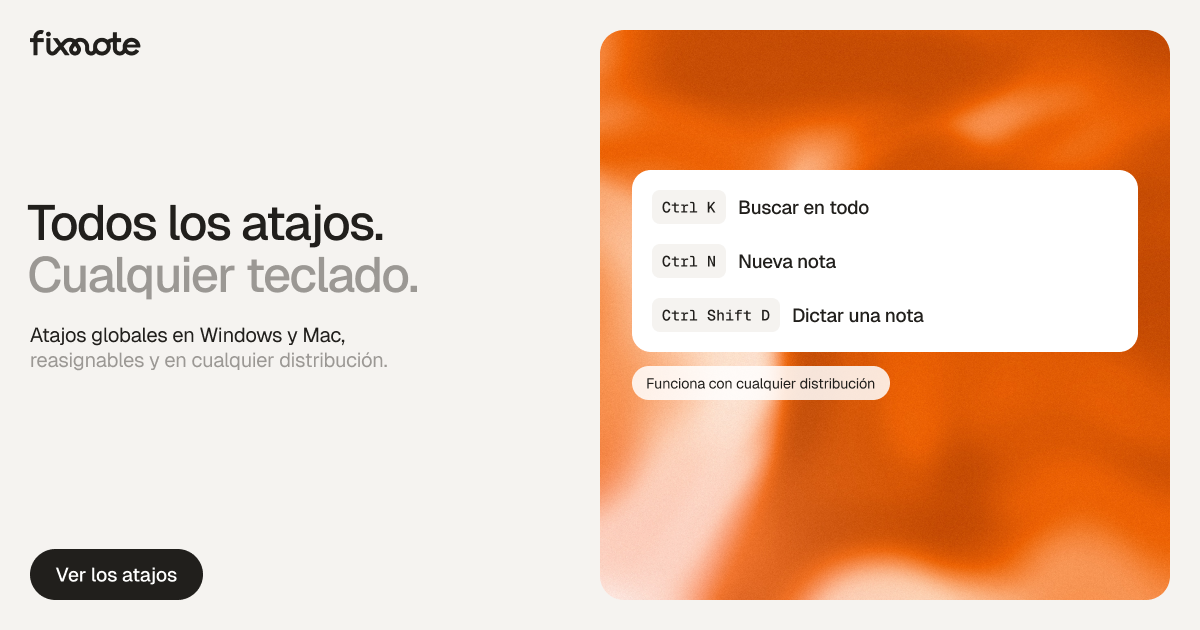 fixnote
Todos los atajos.
Cualquier teclado.
Atajos globales en Windows y Mac,
reasignables y en cualquier distribución.
Ver los atajos
Ctrl K Buscar en todo
Ctrl N Nueva nota
Ctrl Shift D Dictar una nota
Funciona con cualquier distribución